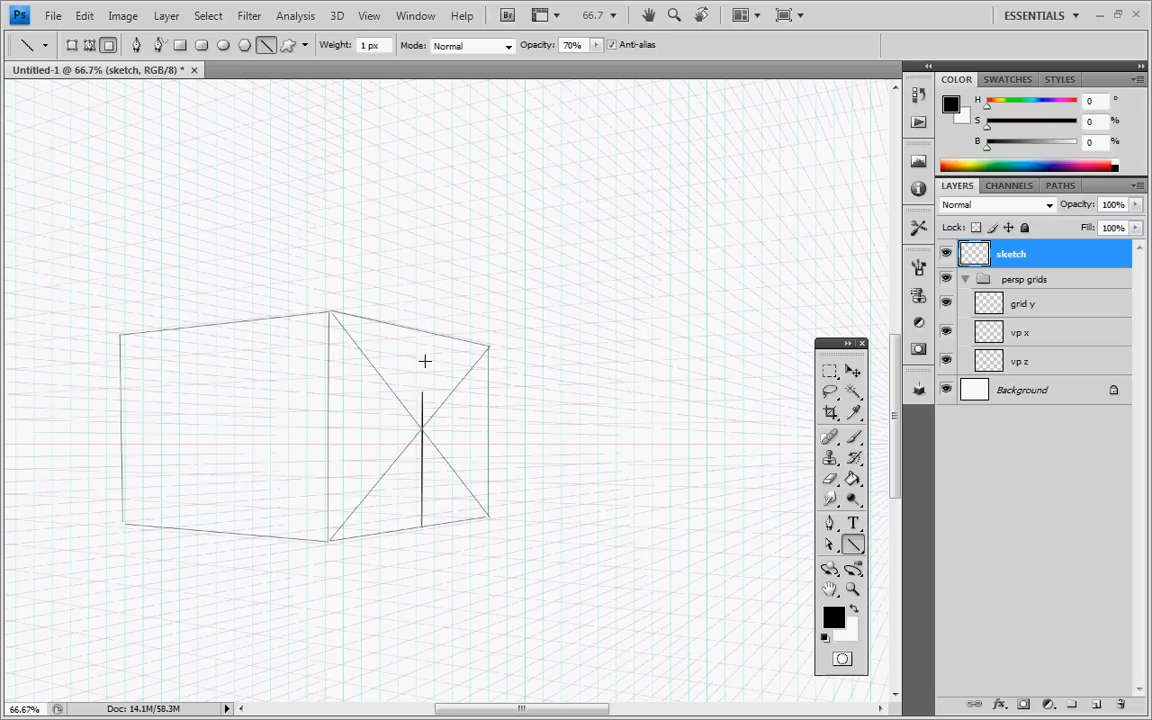 Ps File Edit Image Layer Select Filter Analysis 3D View Window Help Br 66.7 ESSENTIALS
Weight: 1 px Mode: Normal Opacity: 70% Anti-alias
Untitled-1 @ 66.7% (sketch, RGB/8) *
COLOR SWATCHES STYLES
H 0 °
S 0 %
B 0 %
LAYERS CHANNELS PATHS
Normal Opacity: 100%
Lock: Fill: 100%
sketch
persp grids
grid y
vp x
vp z
Background
T
66.67% Doc: 14.1M/58.3M
fx